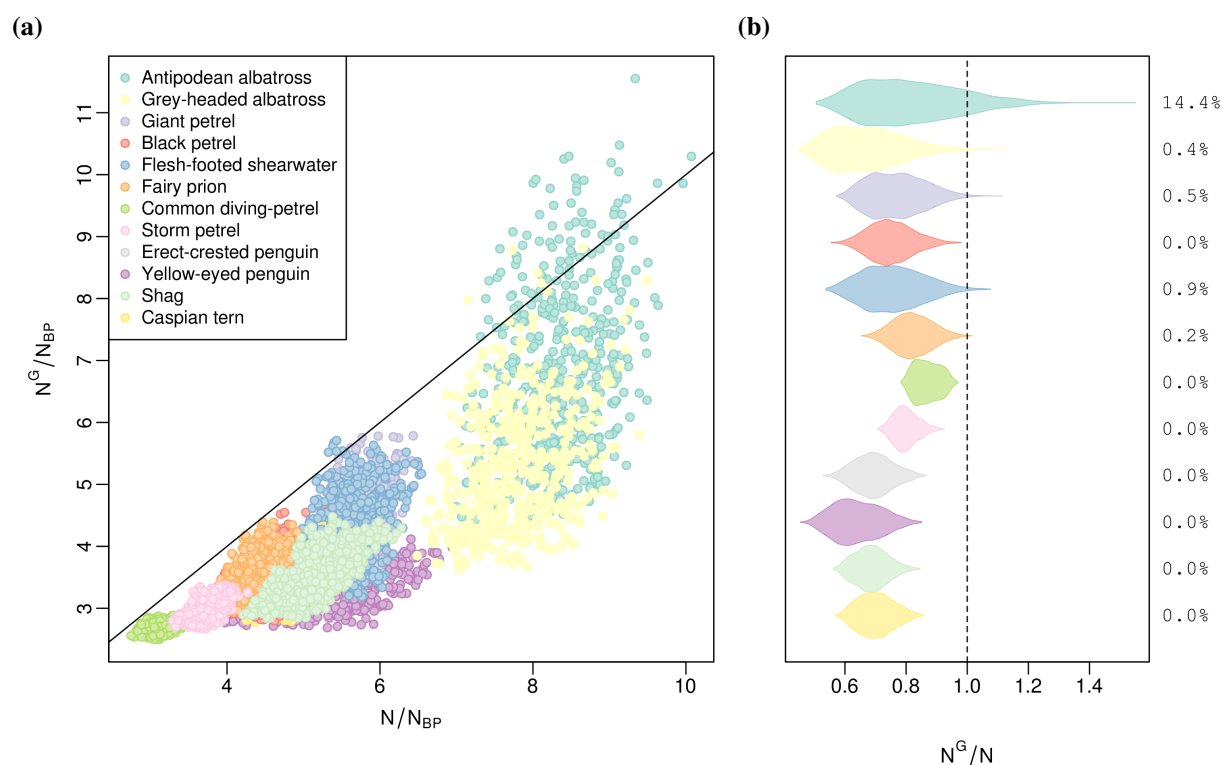 (a)
Antipodean albatross
Grey-headed albatross
Giant petrel
Black petrel
Flesh-footed shearwater
Fairy prion
Common diving-petrel
Storm petrel
Erect-crested penguin
Yellow-eyed penguin
Shag
Caspian tern
11
10
9
8
7
6
5
4
3
N^G/N_BP
4 6 8 10
N/N_BP
(b)
14.4%
0.4%
0.5%
0.0%
0.9%
0.2%
0.0%
0.0%
0.0%
0.0%
0.0%
0.0%
0.6 0.8 1.0 1.2 1.4
N^G/N